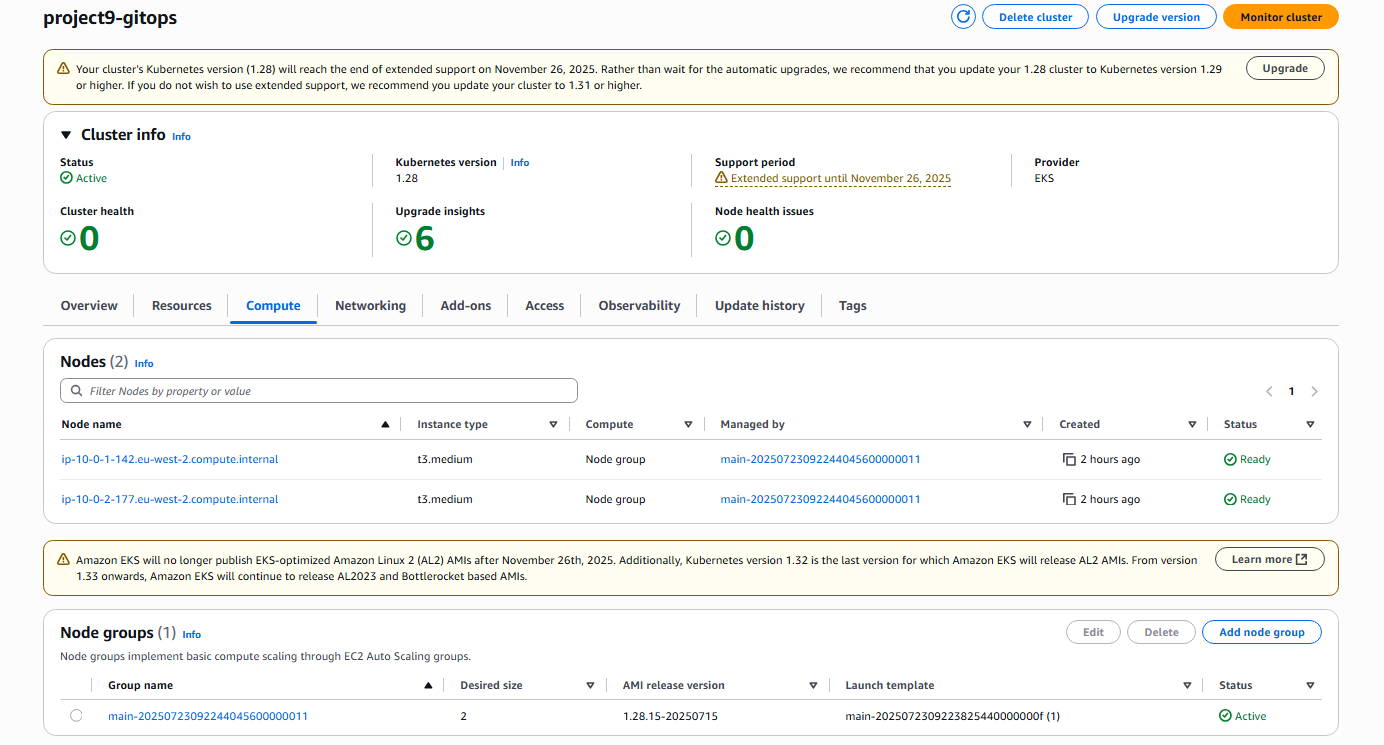 project9-gitops
Delete cluster
Upgrade version
Monitor cluster
Your cluster's Kubernetes version (1.28) will reach the end of extended support on November 26, 2025. Rather than wait for the automatic upgrades, we recommend that you update your 1.28 cluster to Kubernetes version 1.29
or higher. If you do not wish to use extended support, we recommend you update your cluster to 1.31 or higher.
Upgrade
Cluster info Info
Status
Active
Kubernetes version Info
1.28
Support period
Extended support until November 26, 2025
Provider
EKS
Cluster health
0
Upgrade insights
6
Node health issues
0
Overview Resources Compute Networking Add-ons Access Observability Update history Tags
Nodes (2) Info
Filter Nodes by property or value
1
Node name Instance type Compute Managed by Created Status
ip-10-0-1-142.eu-west-2.compute.internal t3.medium Node group main-20250723092244045600000011 2 hours ago Ready
ip-10-0-2-177.eu-west-2.compute.internal t3.medium Node group main-20250723092244045600000011 2 hours ago Ready
Amazon EKS will no longer publish EKS-optimized Amazon Linux 2 (AL2) AMIs after November 26th, 2025. Additionally, Kubernetes version 1.32 is the last version for which Amazon EKS will release AL2 AMIs. From version
1.33 onwards, Amazon EKS will continue to release AL2023 and Bottlerocket based AMIs.
Learn more
Node groups (1) Info
Edit
Delete
Add node group
Node groups implement basic compute scaling through EC2 Auto Scaling groups.
Group name Desired size AMI release version Launch template Status
main-20250723092244045600000011 2 1.28.15-20250715 main-2025072309223825440000000f (1) Active